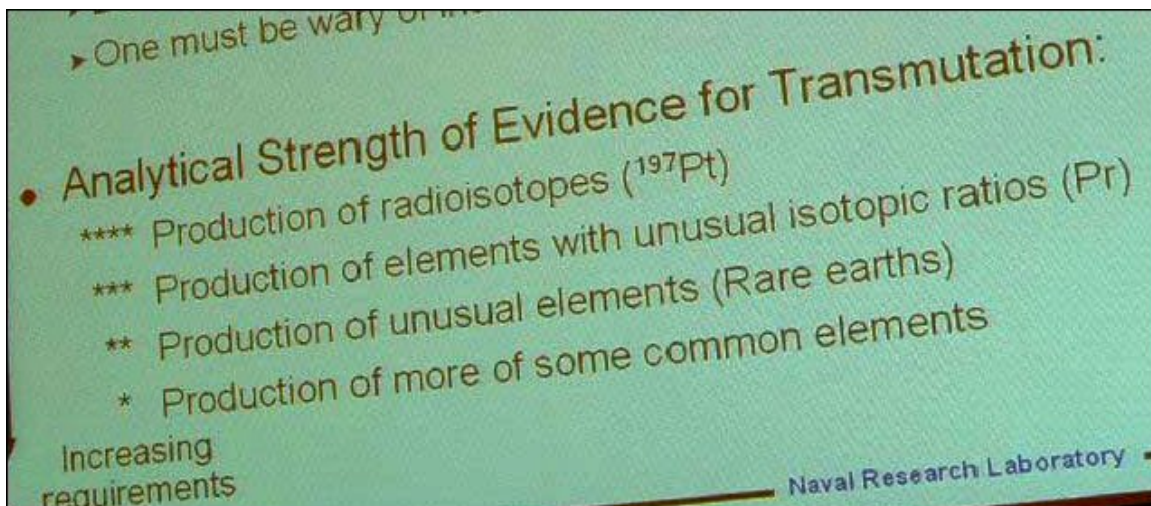 ➤ One must be wary of
• Analytical Strength of Evidence for Transmutation:
**** Production of radioisotopes (¹⁹⁷Pt)
*** Production of elements with unusual isotopic ratios (Pr)
** Production of unusual elements (Rare earths)
* Production of more of some common elements
Increasing
requirements
Naval Research Laboratory